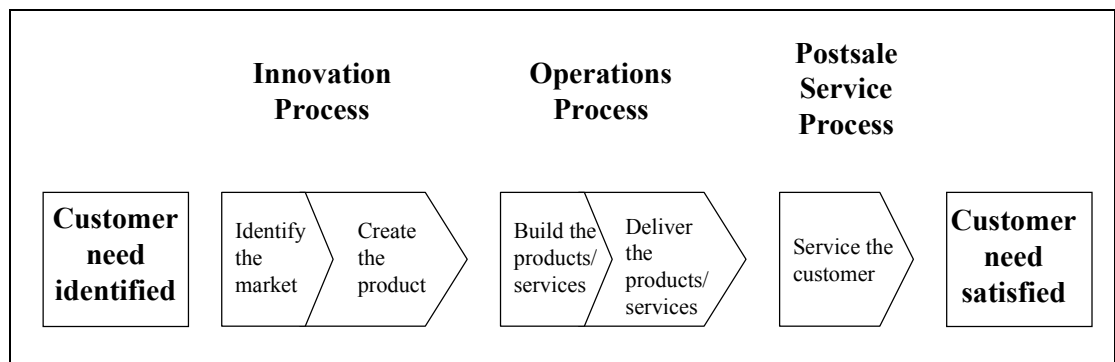 Innovation
Process
Operations
Process
Postsale
Service
Process
Customer
need
identified
Identify
the
market
Create
the
product
Build the
products/
services
Deliver
the
products/
services
Service the
customer
Customer
need
satisfied